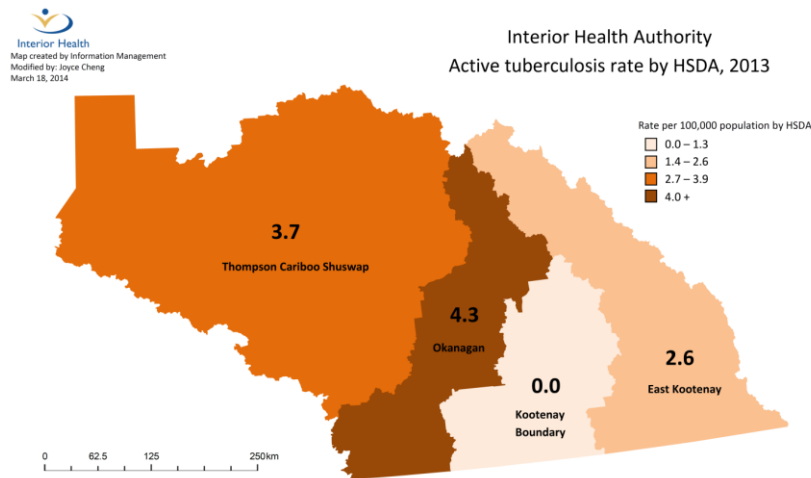 Interior Health
Map created by Information Management
Modified by: Joyce Cheng
March 18, 2014
Interior Health Authority
Active tuberculosis rate by HSDA, 2013
Rate per 100,000 population by HSDA
0.0 – 1.3
1.4 – 2.6
2.7 – 3.9
4.0 +
3.7
Thompson Cariboo Shuswap
4.3
Okanagan
0.0
Kootenay
Boundary
2.6
East Kootenay
0 62.5 125 250km